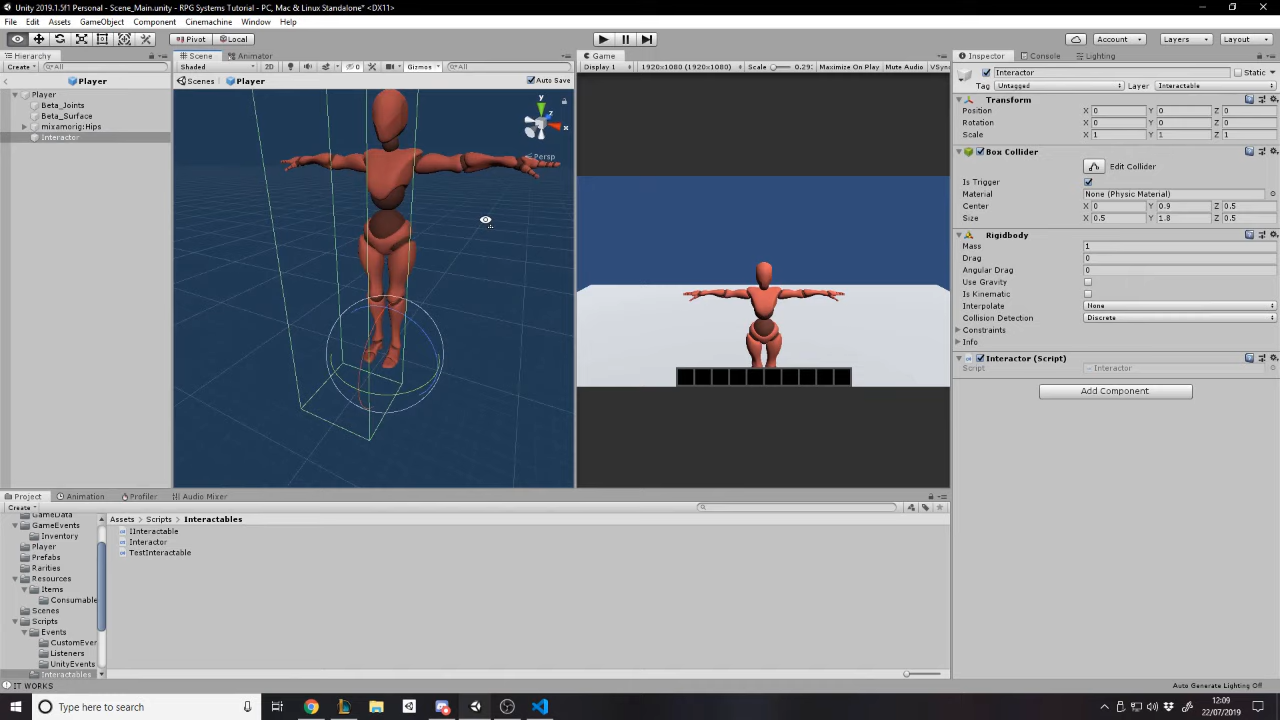 Unity 2019.1.5f1 Personal - Scene_Main.unity - RPG Systems Tutorial - PC, Mac & Linux Standalone* <DX11>
File Edit Assets GameObject Component Cinemachine Window Help
Pivot Local Account Layers Layout
Hierarchy
Create All
Player
Player
Beta_Joints
Beta_Surface
mixamorig:Hips
Interactor
Scene Animator
Shaded 2D 0 Gizmos All
Scenes Player Auto Save
y
z
x
Persp
Game
Display 1 1920x1080 (1920x1080) Scale 0.29: Maximize On Play Mute Audio VSync
Inspector Console Lighting
Interactor Static
Tag Untagged Layer Interactable
Transform
Position X 0 Y 0 Z 0
Rotation X 0 Y 0 Z 0
Scale X 1 Y 1 Z 1
Box Collider
Edit Collider
Is Trigger
Material None (Physic Material)
Center X 0 Y 0.9 Z 0.5
Size X 0.5 Y 1.8 Z 0.5
Rigidbody
Mass 1
Drag 0
Angular Drag 0
Use Gravity
Is Kinematic
Interpolate None
Collision Detection Discrete
Constraints
Info
Interactor (Script)
Script Interactor
Add Component
Project Animation Profiler Audio Mixer
Create
GameData
GameEvents
Inventory
Player
Prefabs
Rarities
Resources
Items
Consumable
Scenes
Scripts
Events
CustomEver
Listeners
UnityEvents
Interactables
Assets Scripts Interactables
IInteractable
Interactor
TestInteractable
IT WORKS
Auto Generate Lighting Off
Type here to search
12:09
22/07/2019